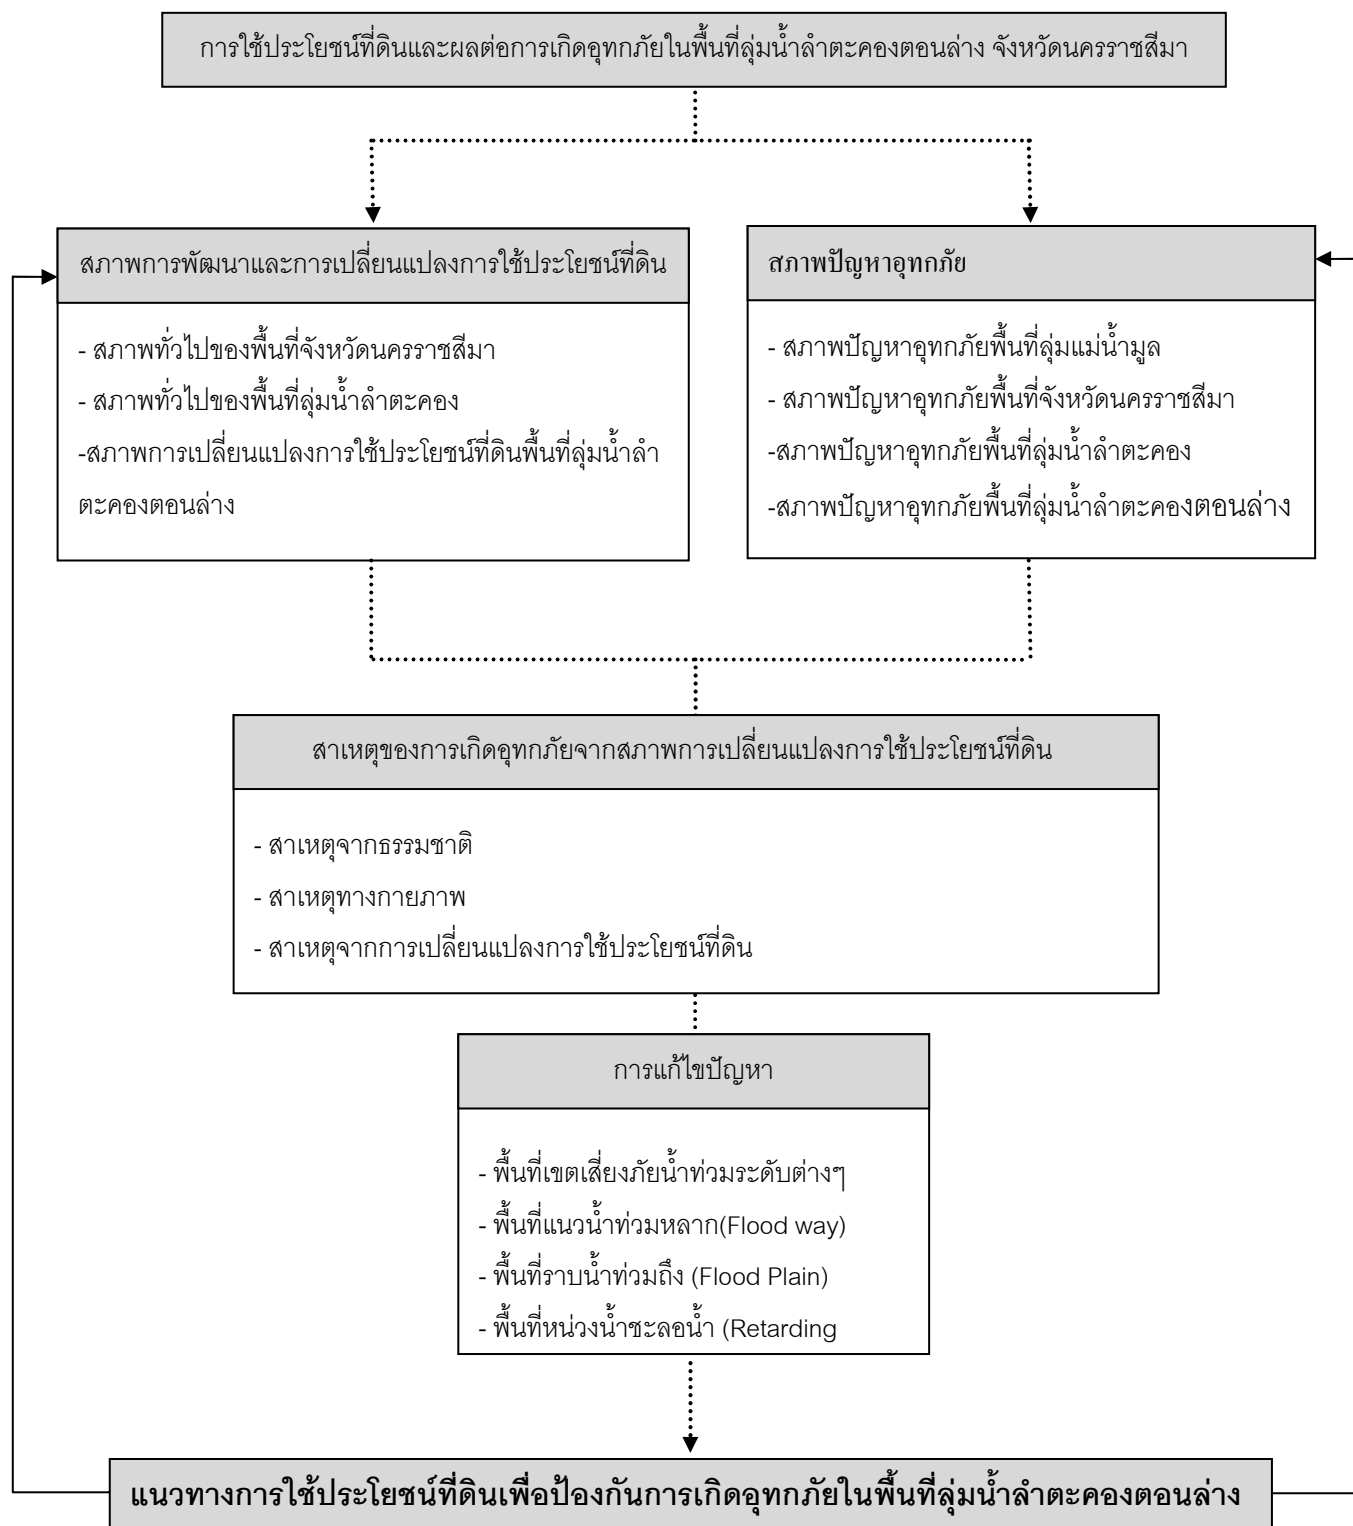 การใช้ประโยชน์ที่ดินและผลต่อการเกิดอุทกภัยในพื้นที่ลุ่มน้ำลำตะคองตอนล่าง จังหวัดนครราชสีมา
สภาพการพัฒนาและการเปลี่ยนแปลงการใช้ประโยชน์ที่ดิน
- สภาพทั่วไปของพื้นที่จังหวัดนครราชสีมา
- สภาพทั่วไปของพื้นที่ลุ่มน้ำลำตะคอง
-สภาพการเปลี่ยนแปลงการใช้ประโยชน์ที่ดินพื้นที่ลุ่มน้ำลำ
ตะคองตอนล่าง
สภาพปัญหาอุทกภัย
- สภาพปัญหาอุทกภัยพื้นที่ลุ่มแม่น้ำมูล
- สภาพปัญหาอุทกภัยพื้นที่จังหวัดนครราชสีมา
-สภาพปัญหาอุทกภัยพื้นที่ลุ่มน้ำลำตะคอง
-สภาพปัญหาอุทกภัยพื้นที่ลุ่มน้ำลำตะคองตอนล่าง
สาเหตุของการเกิดอุทกภัยจากสภาพการเปลี่ยนแปลงการใช้ประโยชน์ที่ดิน
- สาเหตุจากธรรมชาติ
- สาเหตุทางกายภาพ
- สาเหตุจากการเปลี่ยนแปลงการใช้ประโยชน์ที่ดิน
การแก้ไขปัญหา
- พื้นที่เขตเสี่ยงภัยน้ำท่วมระดับต่างๆ
- พื้นที่แนวน้ำท่วมหลาก(Flood way)
- พื้นที่ราบน้ำท่วมถึง (Flood Plain)
- พื้นที่หน่วงน้ำชะลอน้ำ (Retarding
แนวทางการใช้ประโยชน์ที่ดินเพื่อป้องกันการเกิดอุทกภัยในพื้นที่ลุ่มน้ำลำตะคองตอนล่าง